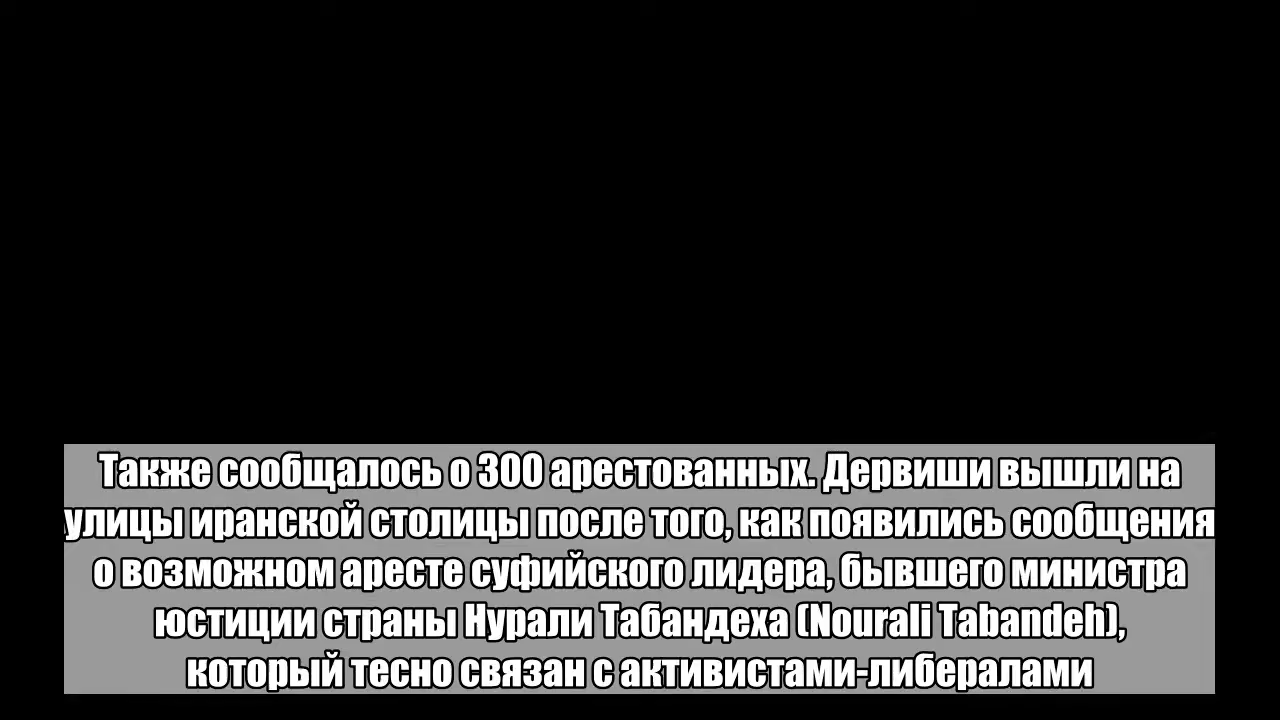 Также сообщалось о 300 арестованных. Дервиши вышли на
улицы иранской столицы после того, как появились сообщения
о возможном аресте суфийского лидера, бывшего министра
юстиции страны Нурали Табандеха (Nourali Tabandeh),
который тесно связан с активистами-либералами